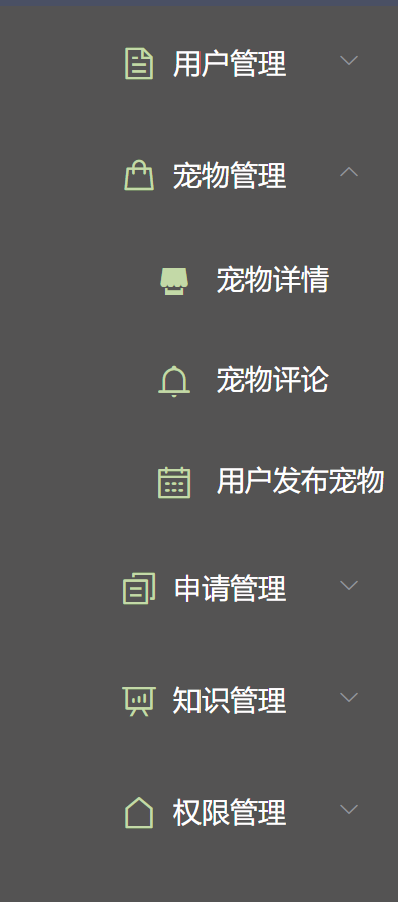 用户管理
宠物管理
宠物详情
宠物评论
用户发布宠物
申请管理
知识管理
权限管理